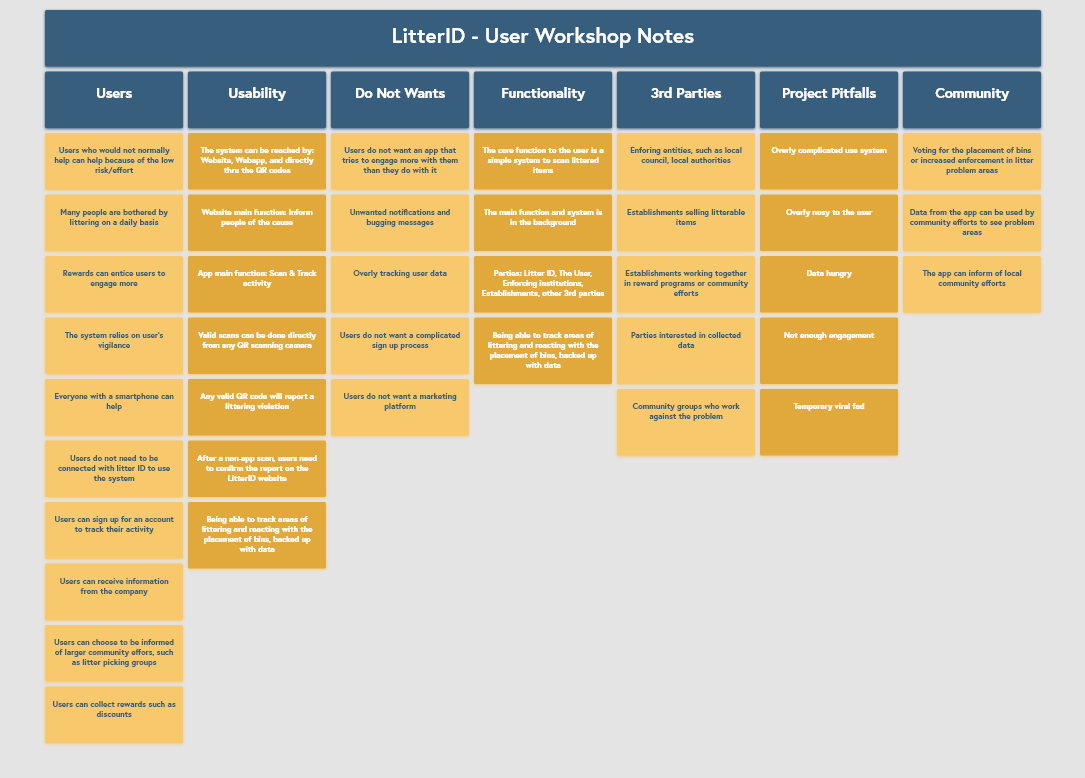 LitterID - User Workshop Notes
Users
Usability
Do Not Wants
Functionality
3rd Parties
Project Pitfalls
Community
Users who would not normally
help can help because of the low
risk/effort
Many people are bothered by
littering on a daily basis
Rewards can entice users to
engage more
The system relies on user's
vigilance
Everyone with a smartphone can
help
Users do not need to be
connected with litter ID to use
the system
Users can sign up for an account
to track their activity
Users can receive information
from the company
Users can choose to be informed
of larger community effors, such
as litter picking groups
Users can collect rewards such as
discounts
The system can be reached by:
Website, Webapp, and directly
thru the QR codes
Website main function: Inform
people of the cause
App main function: Scan & Track
activity
Valid scans can be done directly
from any QR scanning camera
Any valid QR code will report a
littering violation
After a non-app scan, users need
to confirm the report on the
LitterID website
Being able to track areas of
littering and reacting with the
placement of bins, backed up
with data
Users do not want an app that
tries to engage more with them
than they do with it
Unwanted notifications and
bugging messages
Overly tracking user data
Users do not want a complicated
sign up process
Users do not want a marketing
platform
The core function to the user is a
simple system to scan littered
items
The main function and system is
in the background
Parties: Litter ID, The User,
Enforcing institutions,
Establishments, other 3rd parties
Being able to track areas of
littering and reacting with the
placement of bins, backed up
with data
Enforing entities, such as local
council, local authorities
Establishments selling litterable
items
Establishments working together
in reward programs or community
efforts
Parties interested in collected
data
Community groups who work
against the problem
Overly complicated use system
Overly nosy to the user
Data hungry
Not enough engagement
Temporary viral fad
Voting for the placement of bins
or increased enforcement in litter
problem areas
Data from the app can be used by
community efforts to see problem
areas
The app can inform of local
community efforts